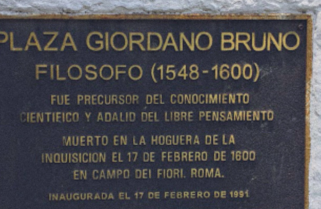 PLAZA GIORDANO BRUNO
FILOSOFO (1548-1600)
FUE PRECURSOR DEL CONOCIMIENTO
CIENTIEICO Y ADALID DEL LIBRE PENSAMIENTO
MUERTO EN LA HOGUERA DE LA
INQUISICION EL 17 DE FEBRERO DE 1600
EN CAMPO DEI FIORI. ROMA.
INAUGURADA EL 17 DE FEBRERO DE 1991